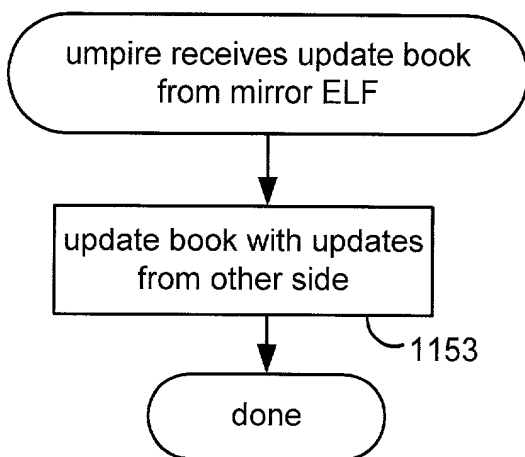 umpire receives update book
from mirror ELF
update book with updates
from other side
1153
done